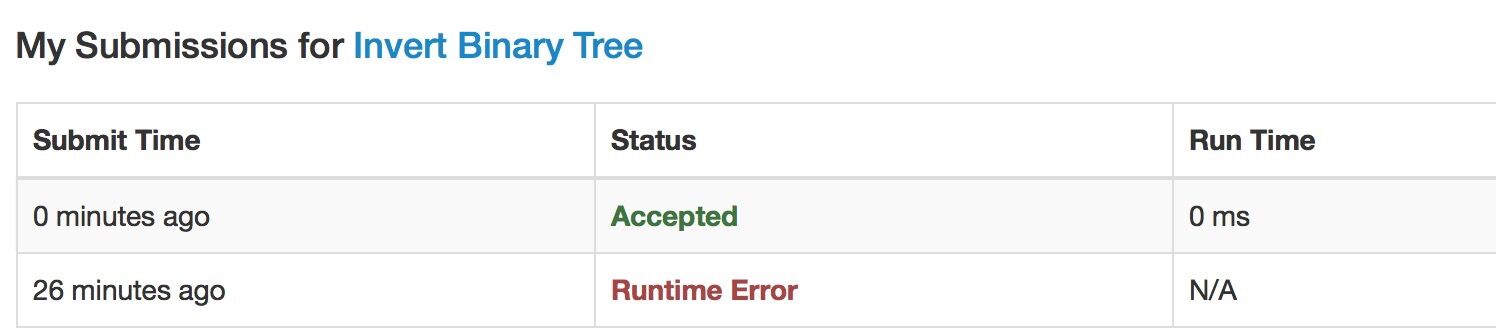 My Submissions for Invert Binary Tree
Submit Time Status Run Time
0 minutes ago Accepted 0 ms
26 minutes ago Runtime Error N/A